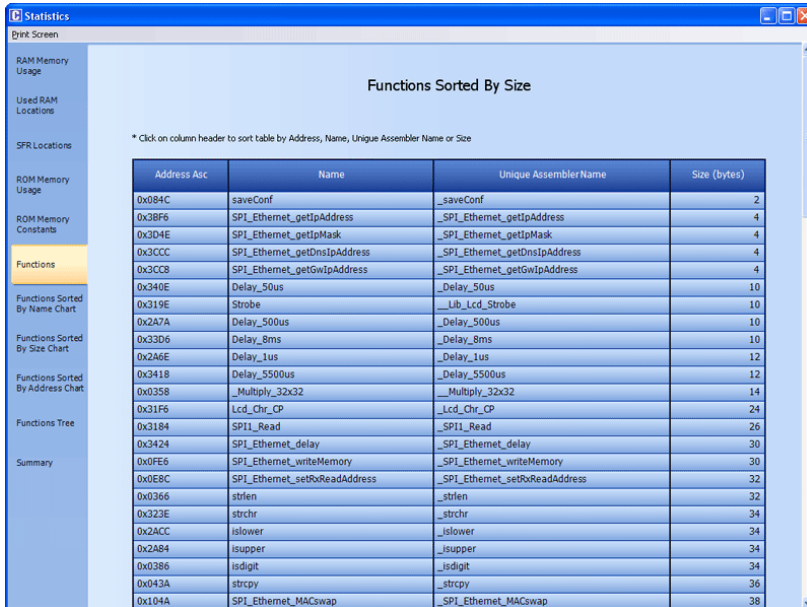 Statistics
Print Screen
RAM Memory
Usage
Used RAM
Locations
SFR Locations
ROM Memory
Usage
ROM Memory
Constants
Functions
Functions Sorted
By Name Chart
Functions Sorted
By Size Chart
Functions Sorted
By Address Chart
Functions Tree
Summary
Functions Sorted By Size
* Click on column header to sort table by Address, Name, Unigue Assembler Name or Size
Address Asc Name Unique Assembler Name Size (bytes)
0x084C saveConf _saveConf 2
0x3BF6 SPI_Ethernet_getIpAddress _SPI_Ethernet_getIpAddress 4
0x3D4E SPI_Ethernet_getIpMask _SPI_Ethernet_getIpMask 4
0x3CCC SPI_Ethernet_getDnsIpAddress _SPI_Ethernet_getDnsIpAddress 4
0x3CC8 SPI_Ethernet_getGwIpAddress _SPI_Ethernet_getGwIpAddress 4
0x340E Delay_50us _Delay_50us 10
0x319E Strobe __Lib_Lcd_Strobe 10
0x2A7A Delay_500us _Delay_500us 10
0x33D6 Delay_8ms _Delay_8ms 10
0x2A6E Delay_1us _Delay_1us 12
0x3418 Delay_5500us _Delay_5500us 12
0x0358 _Multiply_32x32 __Multiply_32x32 14
0x31F6 Lcd_Chr_CP _Lcd_Chr_CP 24
0x3184 SPI1_Read _SPI1_Read 26
0x3424 SPI_Ethernet_delay _SPI_Ethernet_delay 30
0x0FE6 SPI_Ethernet_writeMemory _SPI_Ethernet_writeMemory 30
0x0E8C SPI_Ethernet_setRxReadAddress _SPI_Ethernet_setRxReadAddress 32
0x0366 strlen _strlen 32
0x323E strchr _strchr 34
0x2ACC islower _islower 34
0x2A84 isupper _isupper 34
0x0386 isdigit _isdigit 34
0x043A strcpy _strcpy 36
0x104A SPI_Ethernet_MACswap _SPI_Ethernet_MACswap 38